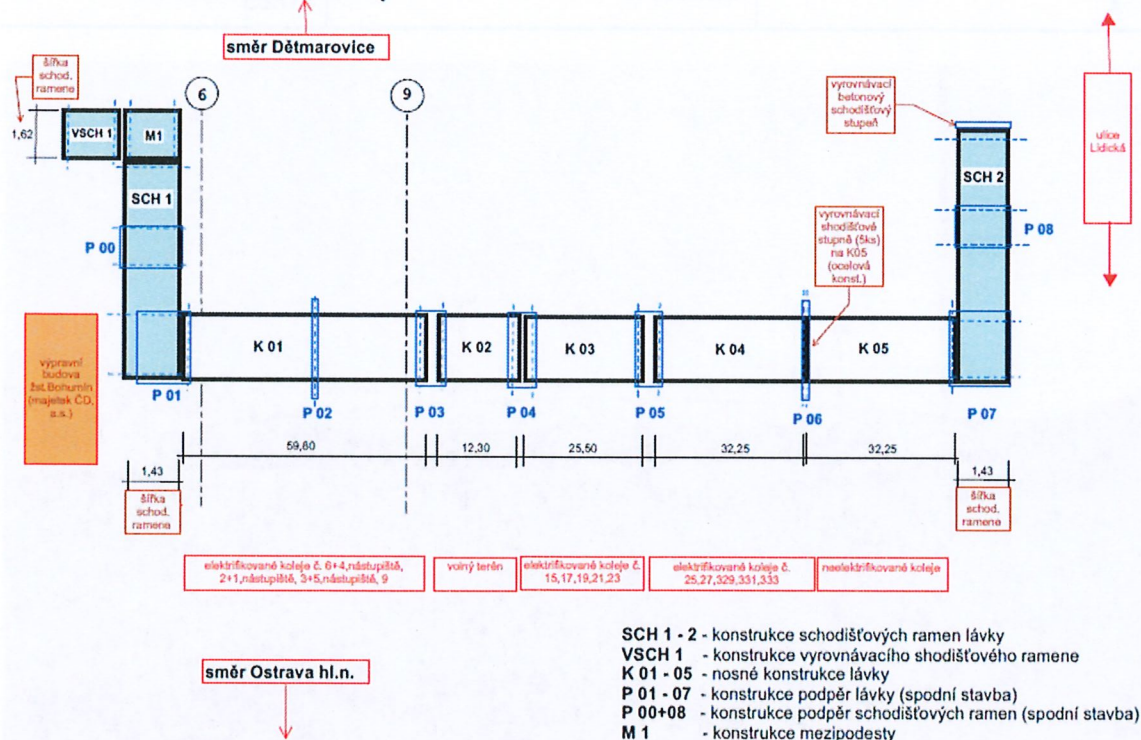 směr Dětmarovice
šířka
schod.
ramene
6
9
vyrovnávací
betonový
schodišťový
stupeň
ulice
Lidická
1,62
VSCH 1
M1
SCH 1
SCH 2
P 00
P 08
vyrovnávací
shodišťové
stupně (5ks)
na K05
(ocelová
konst.)
výpravní
budova
žst.Bohumín
(majetek ČD,
a.s.)
K 01
K 02
K 03
K 04
K 05
P 01
P 02
P 03
P 04
P 05
P 06
P 07
59,60
12,30
25,50
32,25
32,25
1,43
1,43
šířka
schod.
ramene
šířka
schod.
ramene
elektrifikované koleje č. 6+4,nástupiště,
2+1,nástupiště, 3+5,nástupiště, 9
volný terén
elektrifikované koleje č.
15,17,19,21,23
elektrifikované koleje č.
25,27,329,331,333
neelektrifikované koleje
směr Ostrava hl.n.
SCH 1 - 2 - konstrukce schodišťových ramen lávky
VSCH 1 - konstrukce vyrovnávacího shodišťového ramene
K 01 - 05 - nosné konstrukce lávky
P 01 - 07 - konstrukce podpěr lávky (spodní stavba)
P 00+08 - konstrukce podpěr schodišťových ramen (spodní stavba)
M 1 - konstrukce mezipodesty